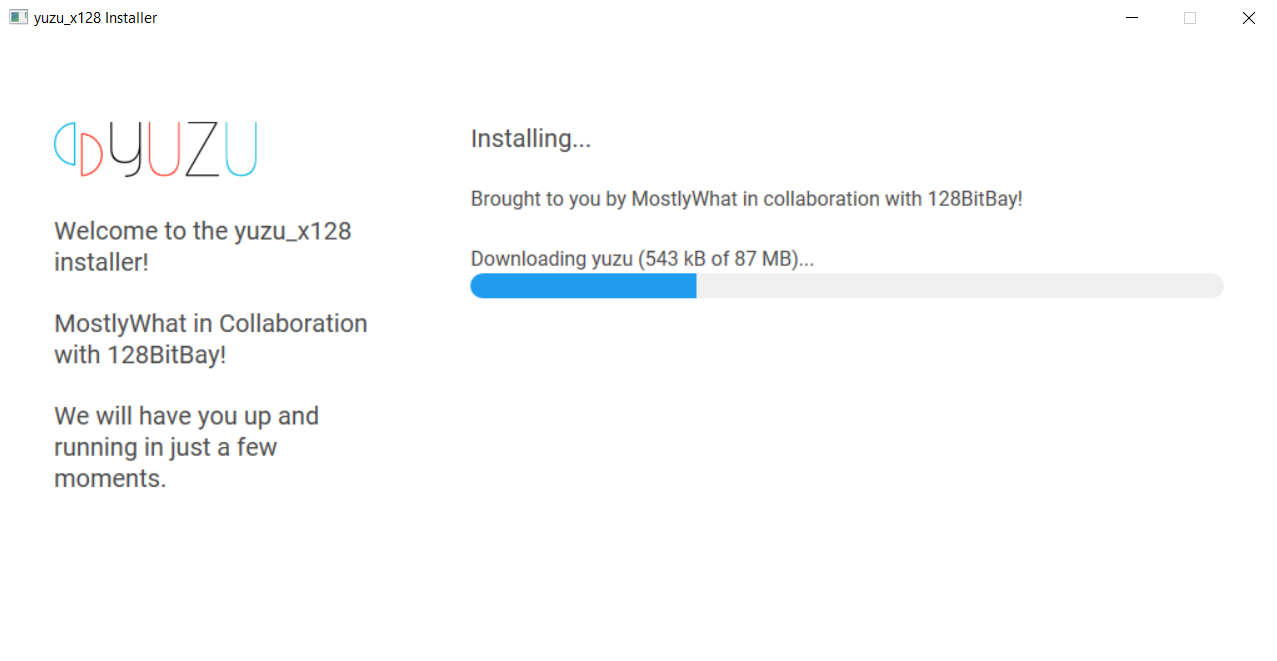 yuzu_x128 Installer
YUZU
Welcome to the yuzu_x128
installer!
MostlyWhat in Collaboration
with 128BitBay!
We will have you up and
running in just a few
moments.
Installing...
Brought to you by MostlyWhat in collaboration with 128BitBay!
Downloading yuzu (543 kB of 87 MB)...